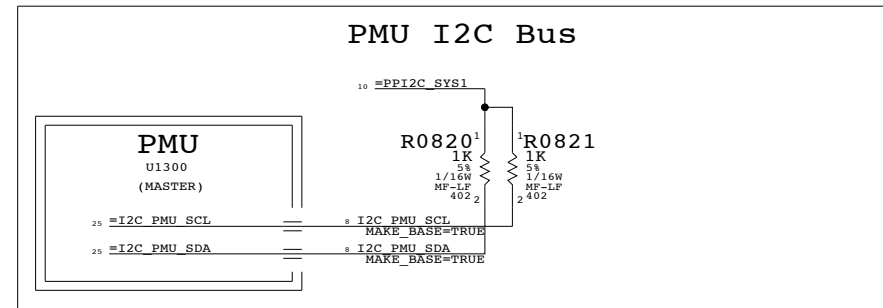 PMU I2C Bus
10 =PPI2C_SYS1
PMU
U1300
(MASTER)
R0820 1
1K
5%
1/16W
MF-LF
402 2
1 R0821
1K
5%
1/16W
MF-LF
2 402
25 =I2C_PMU_SCL
8 I2C_PMU_SCL
MAKE_BASE=TRUE
25 =I2C_PMU_SDA
8 I2C_PMU_SDA
MAKE_BASE=TRUE